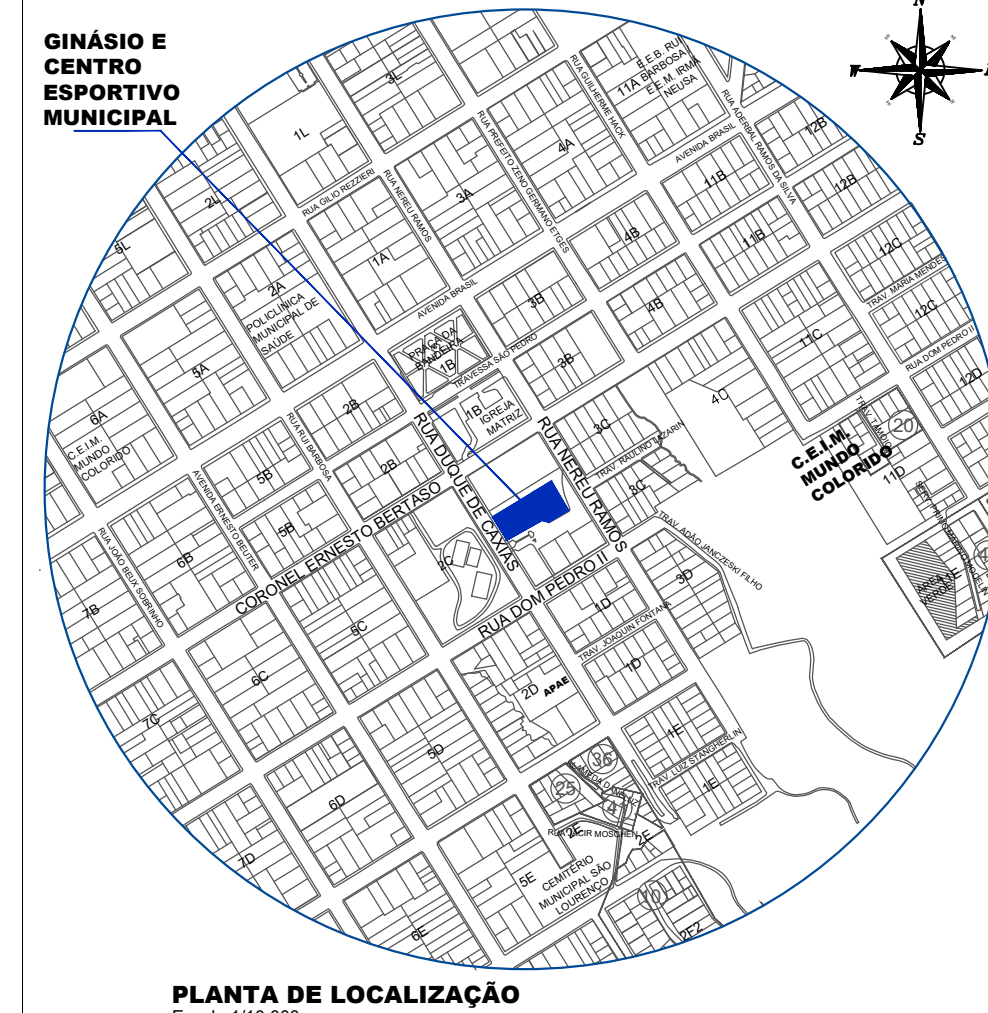 GINÁSIO E
CENTRO
ESPORTIVO
MUNICIPAL
N
W
S
3L
1L
2L
5L
RUA GILIO REZZIERI
RUA NEREU RAMOS
RUA PREFEITO ZENO GERMANO ETGES
RUA GUILHERME HACK
E.E.B. RUI
11A BARBOSA
E.E.M. IRMÃ
NEUSA
RUA ADERBAL RAMOS DA SILVA
AVENIDA BRASIL
4A
3A
1A
2A
POLICLÍNICA
MUNICIPAL DE
SAÚDE
5A
6A
C.E.I.M.
MUNDO
COLORIDO
12B
12B
11B
11B
4B
4B
3B
3B
AVENIDA BRASIL
PRAÇA DA
BANDEIRA
1B
TRAVESSA SÃO PEDRO
1B
IGREJA
MATRIZ
2B
2B
RUA RUI BARBOSA
5B
5B
AVENIDA ERNESTO BEUTER
6B
RUA JOÃO BEUX SOBRINHO
7B
12C
TRAV. MARIA MENDES
12C
RUA DOM PEDRO II
12D
11C
4C
3C
TRAV. PAULINO LAZARIN
3C
RUA NEREU RAMOS
RUA DUQUE DE CAXIAS
CORONEL ERNESTO BERTASO
2C
RUA DOM PEDRO II
5C
6C
7C
C.E.I.M.
MUNDO
COLORIDO
20
11D
ÁREA
VERDE
1E
TRAV. ADÃO JANCZESKI FILHO
3D
1D
TRAV. JOAQUIN FONTANA
1D
2D
APAE
5D
6D
7D
1E
TRAV. LUIZ STANGHERLIN
1E
36
25
4
RUA ACIR MOSCHEN
2E
2E
5E
CEMITÉRIO
MUNICIPAL SÃO
LOURENÇO
10
2F2
6E
PLANTA DE LOCALIZAÇÃO